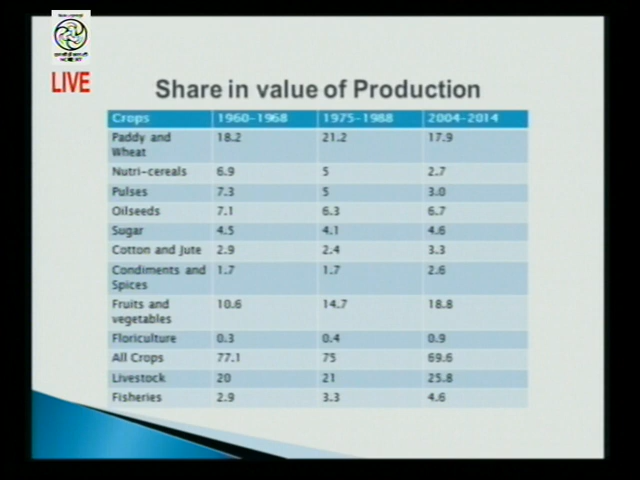 LIVE
Share in value of Production
Crops 1960-1968 1975-1988 2004-2014
Paddy and Wheat 18.2 21.2 17.9
Nutri-cereals 6.9 5 2.7
Pulses 7.3 5 3.0
Oilseeds 7.1 6.3 6.7
Sugar 4.5 4.1 4.6
Cotton and Jute 2.9 2.4 3.3
Condiments and Spices 1.7 1.7 2.6
Fruits and vegetables 10.6 14.7 18.8
Floriculture 0.3 0.4 0.9
All Crops 77.1 75 69.6
Livestock 20 21 25.8
Fisheries 2.9 3.3 4.6